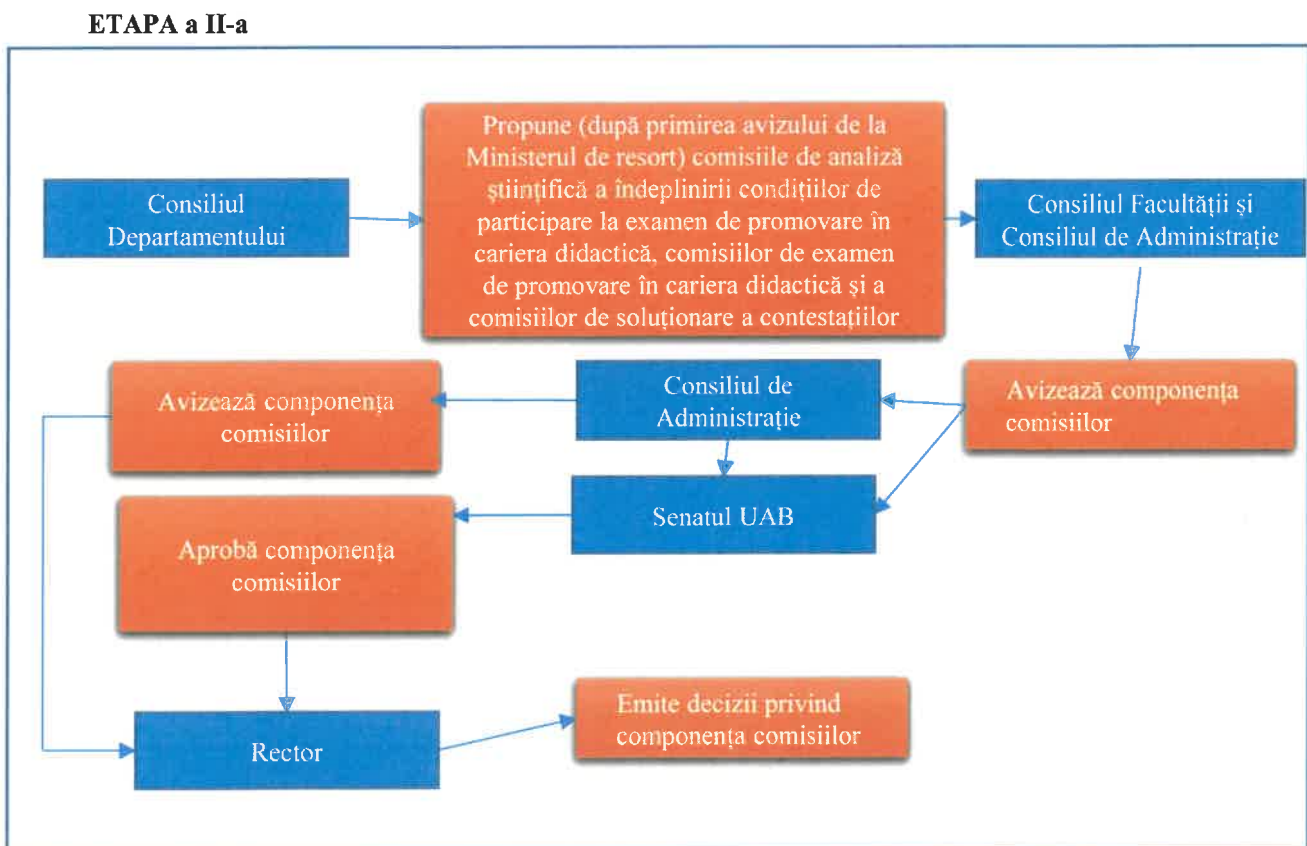 ETAPA a II-a
Consiliul
Departamentului
Propune (după primirea avizului de la
Ministerul de resort) comisiile de analiză
științifică a îndeplinirii condițiilor de
participare la examen de promovare în
cariera didactică, comisiilor de examen
de promovare în cariera didactică și a
comisiilor de soluționare a contestațiilor
Consiliul Facultății și
Consiliul de Administrație
Avizează componența
comisiilor
Consiliul de
Administrație
Avizează componența
comisiilor
Senatul UAB
Aprobă componența
comisiilor
Rector
Emite decizii privind
componența comisiilor